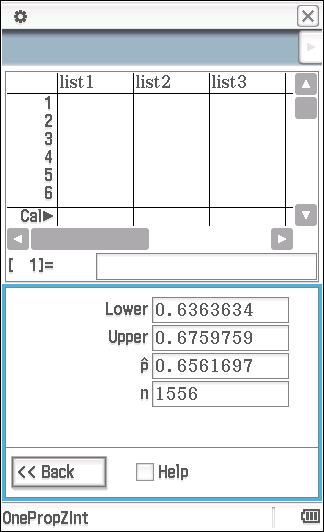 list1 list2 list3
1
2
3
4
5
6
Cal▶
[ 1]=
Lower 0.6363634
Upper 0.6759759
p̂ 0.6561697
n 1556
<< Back Help
OnePropZInt